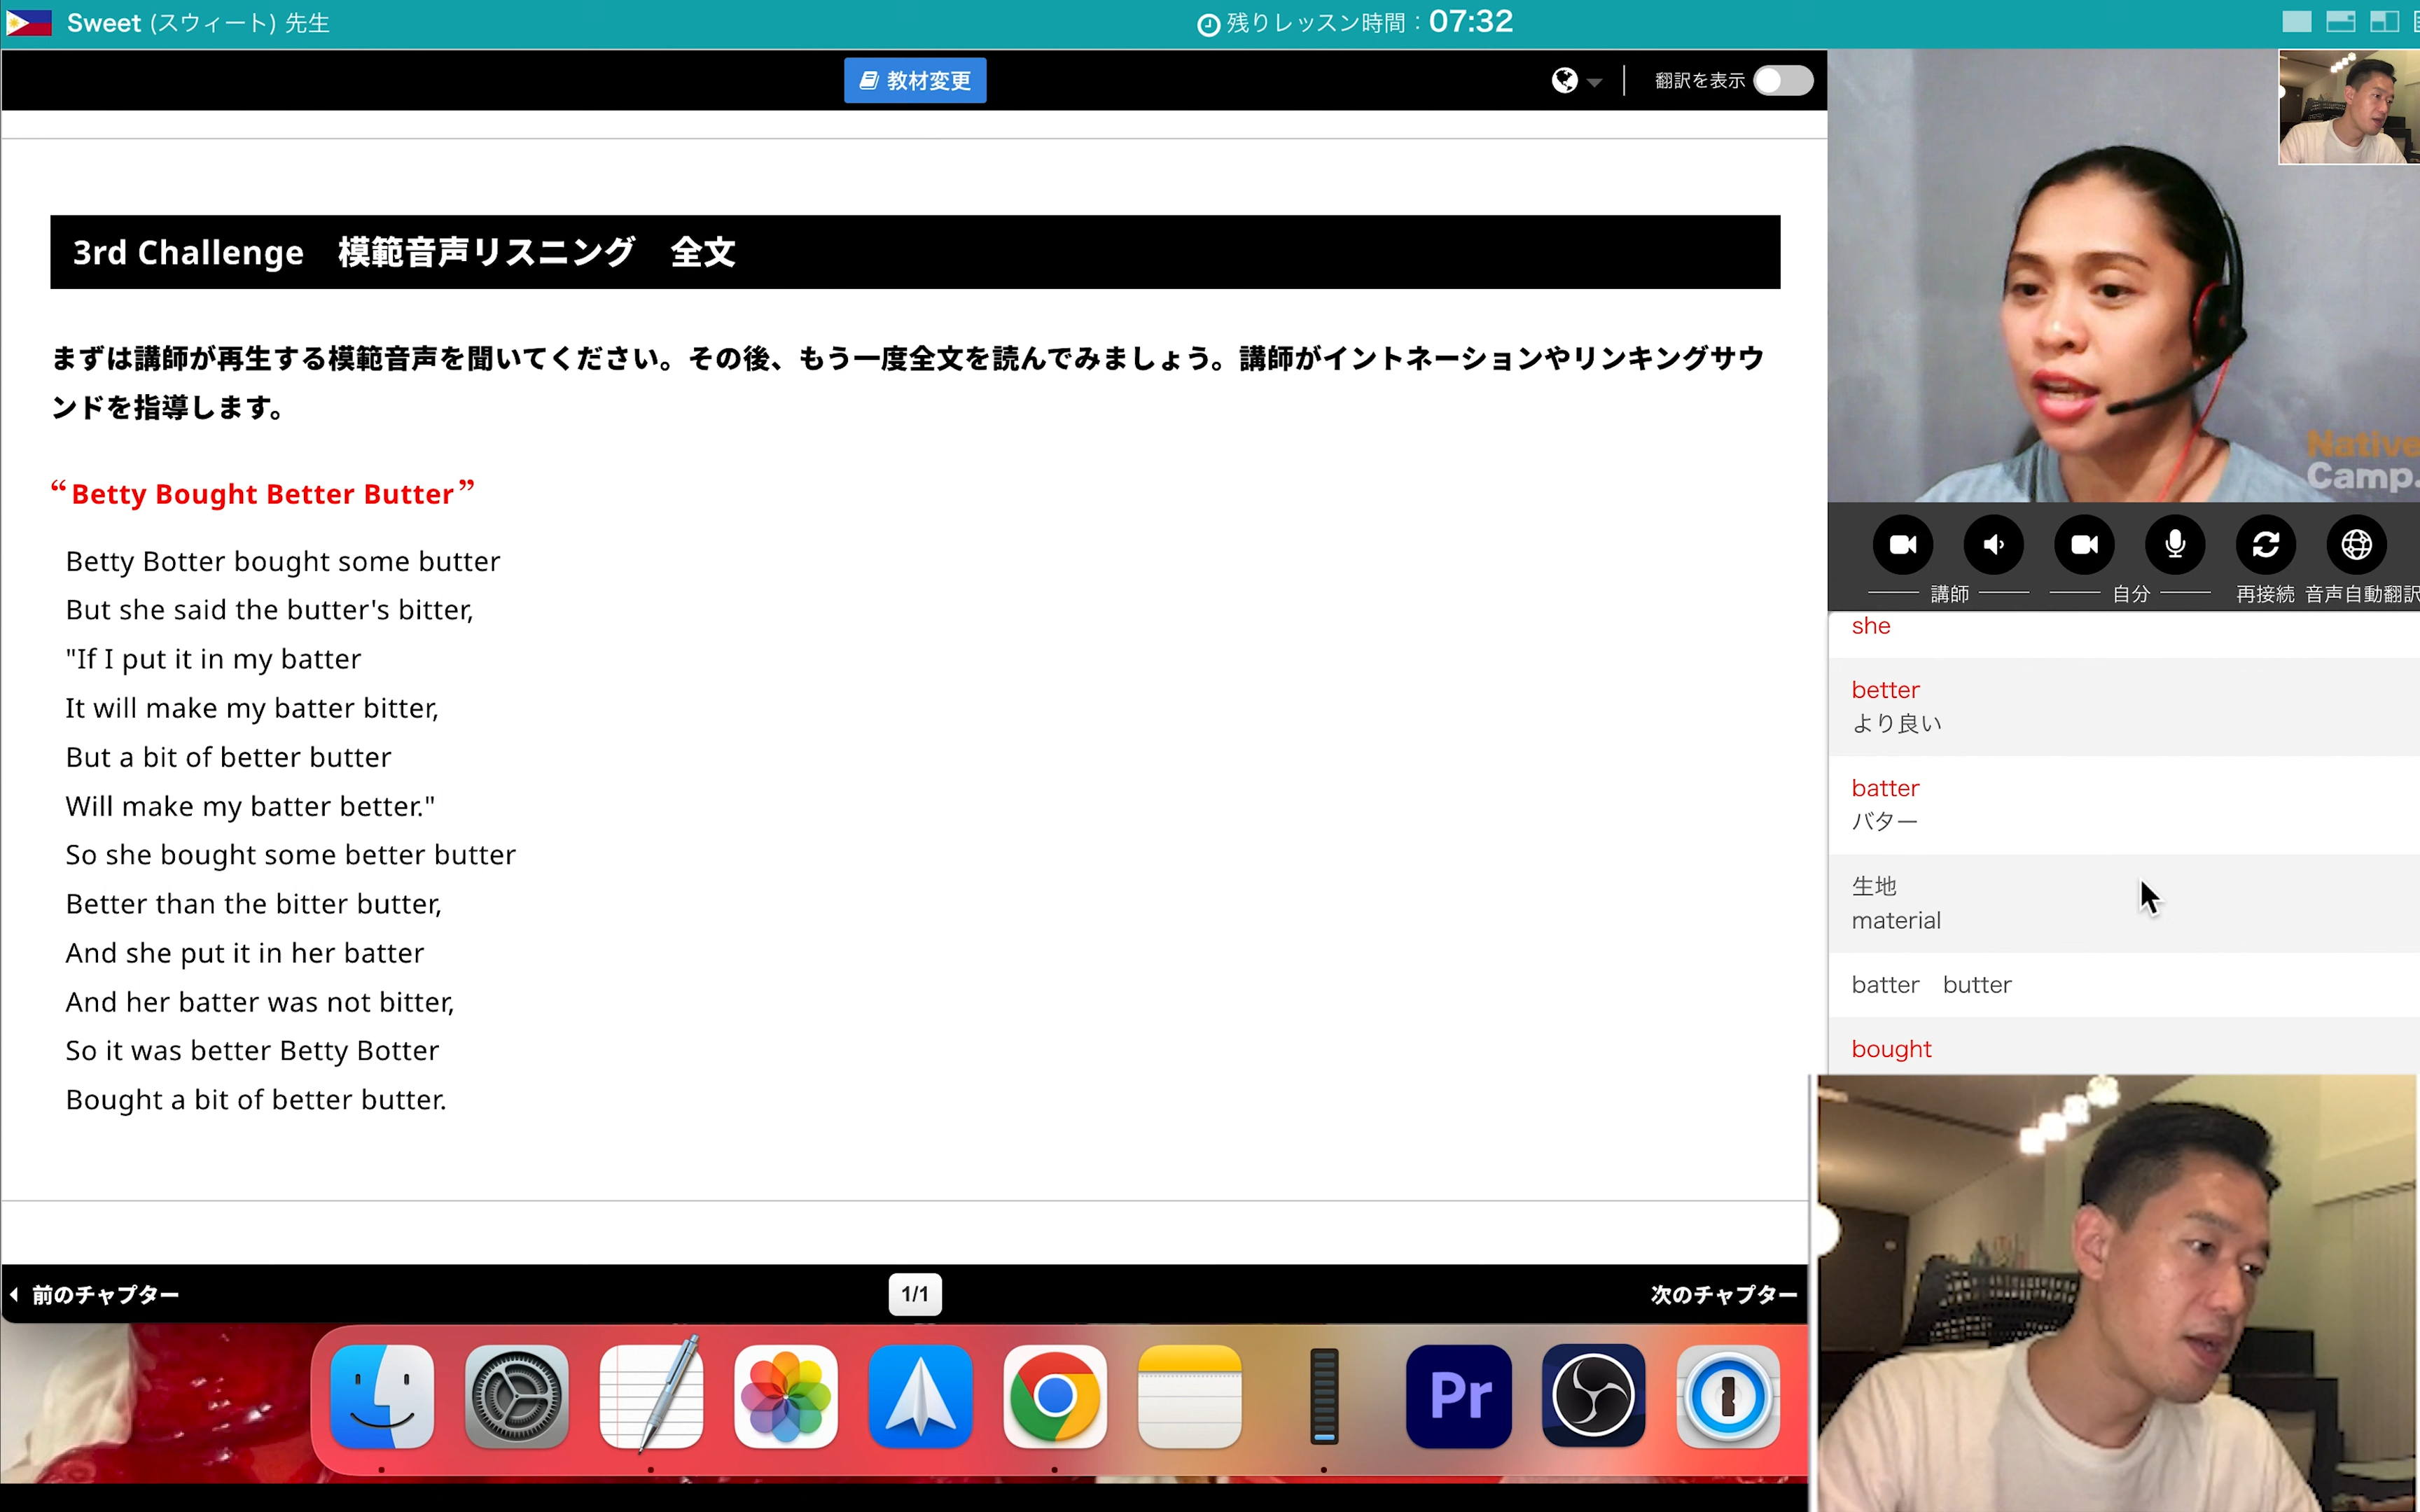 Sweet (スウィート) 先生
残りレッスン時間：07:32
教材変更
翻訳を表示
3rd Challenge 模範音声リスニング 全文
まずは講師が再生する模範音声を聞いてください。その後、もう一度全文を読んでみましょう。講師がイントネーションやリンキングサウ
ンドを指導します。
“Betty Bought Better Butter”
Betty Botter bought some butter
But she said the butter's bitter,
"If I put it in my batter
It will make my batter bitter,
But a bit of better butter
Will make my batter better."
So she bought some better butter
Better than the bitter butter,
And she put it in her batter
And her batter was not bitter,
So it was better Betty Botter
Bought a bit of better butter.
前のチャプター
1/1
次のチャプター
Native
Camp.
講師
自分
再接続
音声自動翻訳
she
better
より良い
batter
バター
生地
material
batter butter
bought
Pr